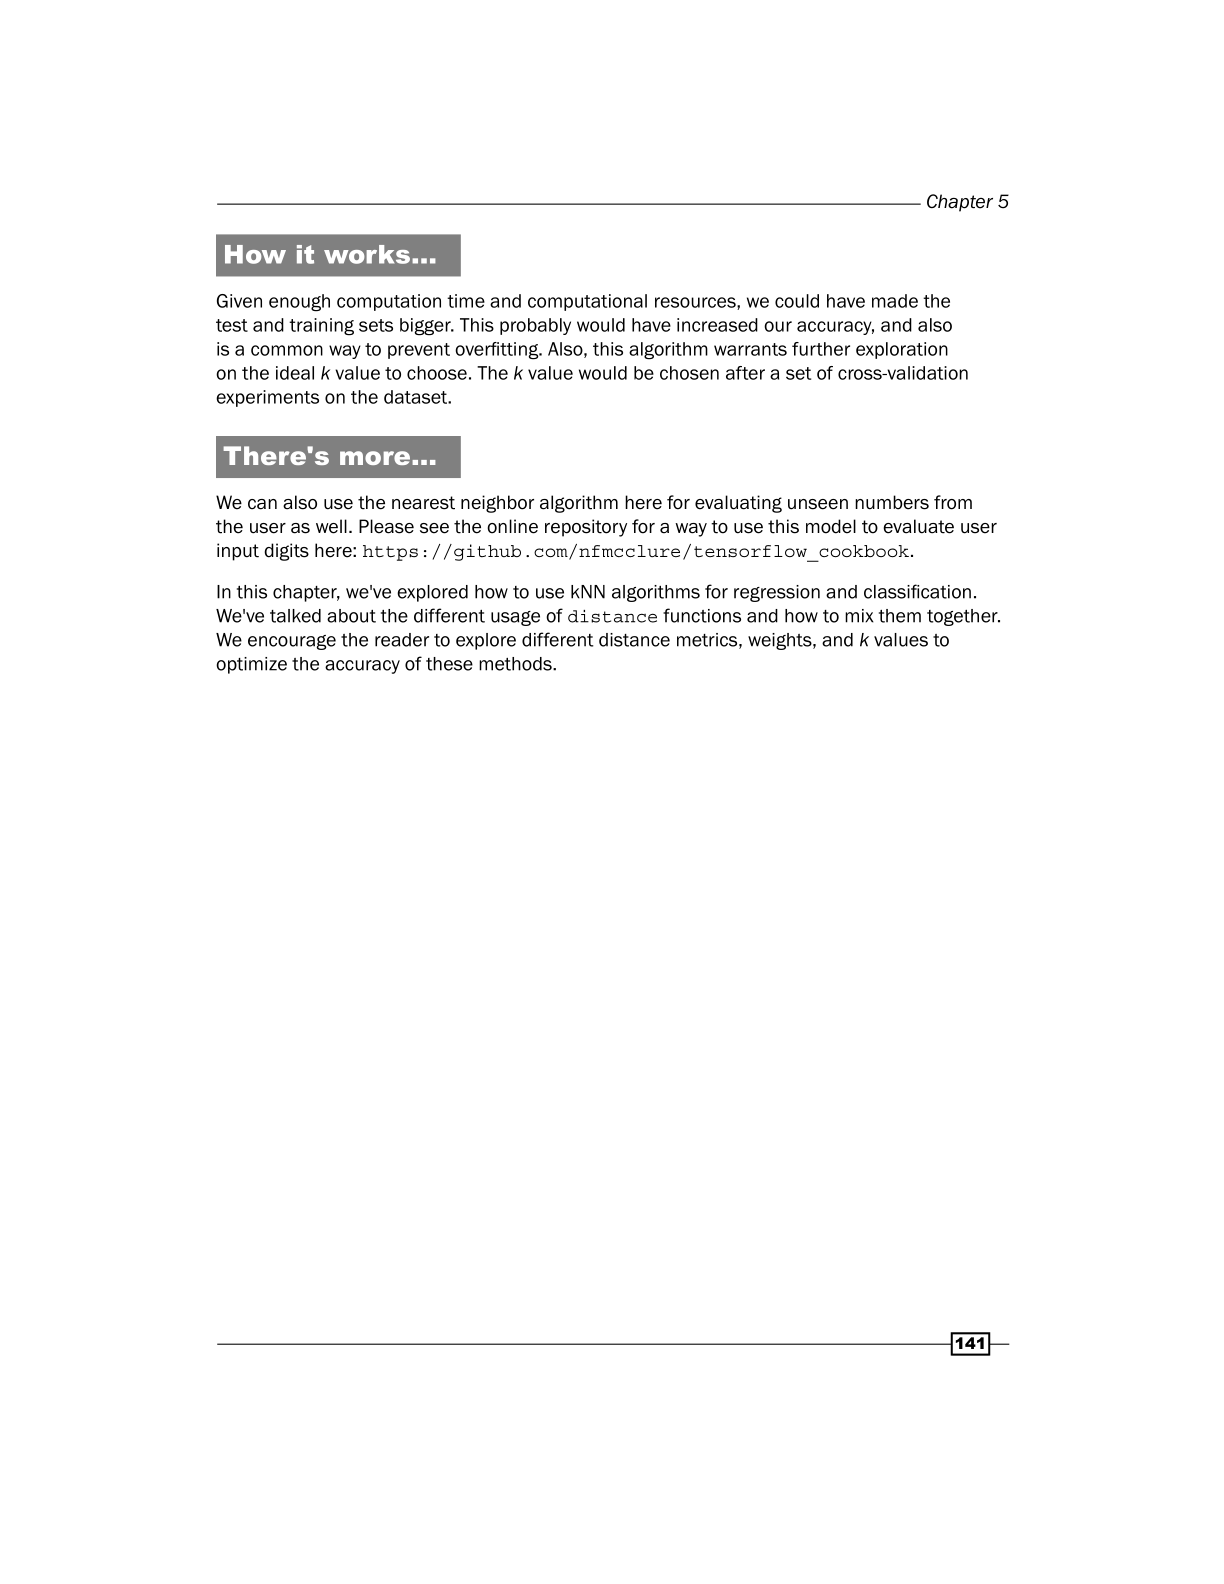 Chapter 5
How it works…
Given enough computation time and computational resources, we could have made the
test and training sets bigger. This probably would have increased our accuracy, and also
is a common way to prevent overfitting. Also, this algorithm warrants further exploration
on the ideal k value to choose. The k value would be chosen after a set of cross-validation
experiments on the dataset.
There's more…
We can also use the nearest neighbor algorithm here for evaluating unseen numbers from
the user as well. Please see the online repository for a way to use this model to evaluate user
input digits here: https://github.com/nfmcclure/tensorflow_cookbook.
In this chapter, we've explored how to use kNN algorithms for regression and classification.
We've talked about the different usage of distance functions and how to mix them together.
We encourage the reader to explore different distance metrics, weights, and k values to
optimize the accuracy of these methods.
141